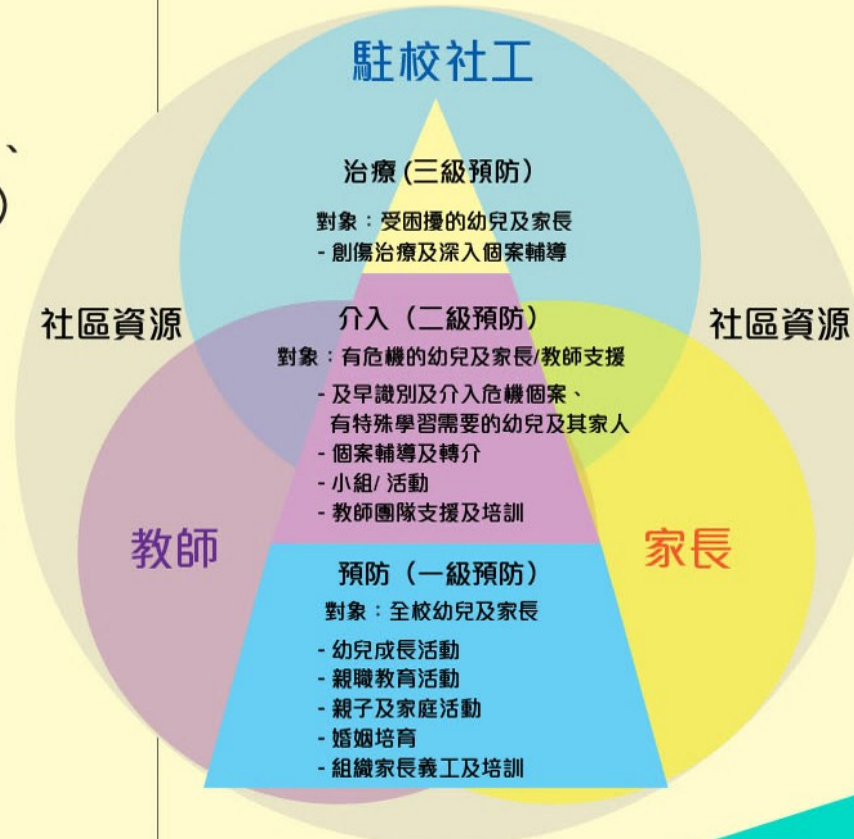 駐校社工
、
)
治療 (三級預防)
對象：受困擾的幼兒及家長
- 創傷治療及深入個案輔導
社區資源
社區資源
介入（二級預防）
對象：有危機的幼兒及家長/教師支援
- 及早識別及介入危機個案、
有特殊學習需要的幼兒及其家人
- 個案輔導及轉介
- 小組/ 活動
- 教師團隊支援及培訓
教師
家長
預防（一級預防）
對象：全校幼兒及家長
- 幼兒成長活動
- 親職教育活動
- 親子及家庭活動
- 婚姻培育
- 組織家長義工及培訓